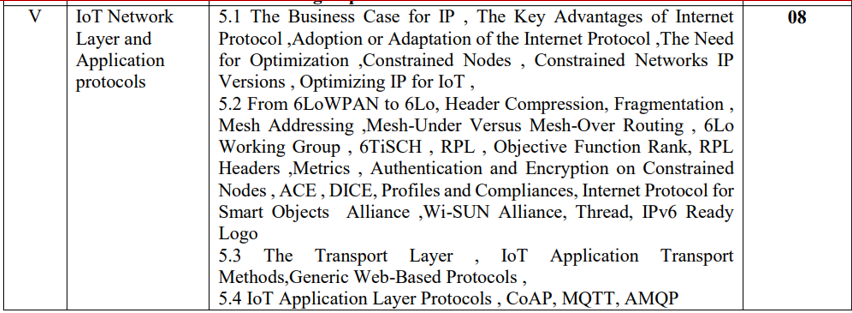 V
IoT Network
Layer and
Application
protocols
5.1 The Business Case for IP , The Key Advantages of Internet
Protocol ,Adoption or Adaptation of the Internet Protocol ,The Need
for Optimization ,Constrained Nodes , Constrained Networks IP
Versions , Optimizing IP for IoT ,
5.2 From 6LoWPAN to 6Lo, Header Compression, Fragmentation ,
Mesh Addressing ,Mesh-Under Versus Mesh-Over Routing , 6Lo
Working Group , 6TiSCH , RPL , Objective Function Rank, RPL
Headers ,Metrics , Authentication and Encryption on Constrained
Nodes , ACE , DICE, Profiles and Compliances, Internet Protocol for
Smart Objects Alliance ,Wi-SUN Alliance, Thread, IPv6 Ready
Logo
5.3 The Transport Layer , IoT Application Transport
Methods,Generic Web-Based Protocols ,
5.4 IoT Application Layer Protocols , CoAP, MQTT, AMQP
08